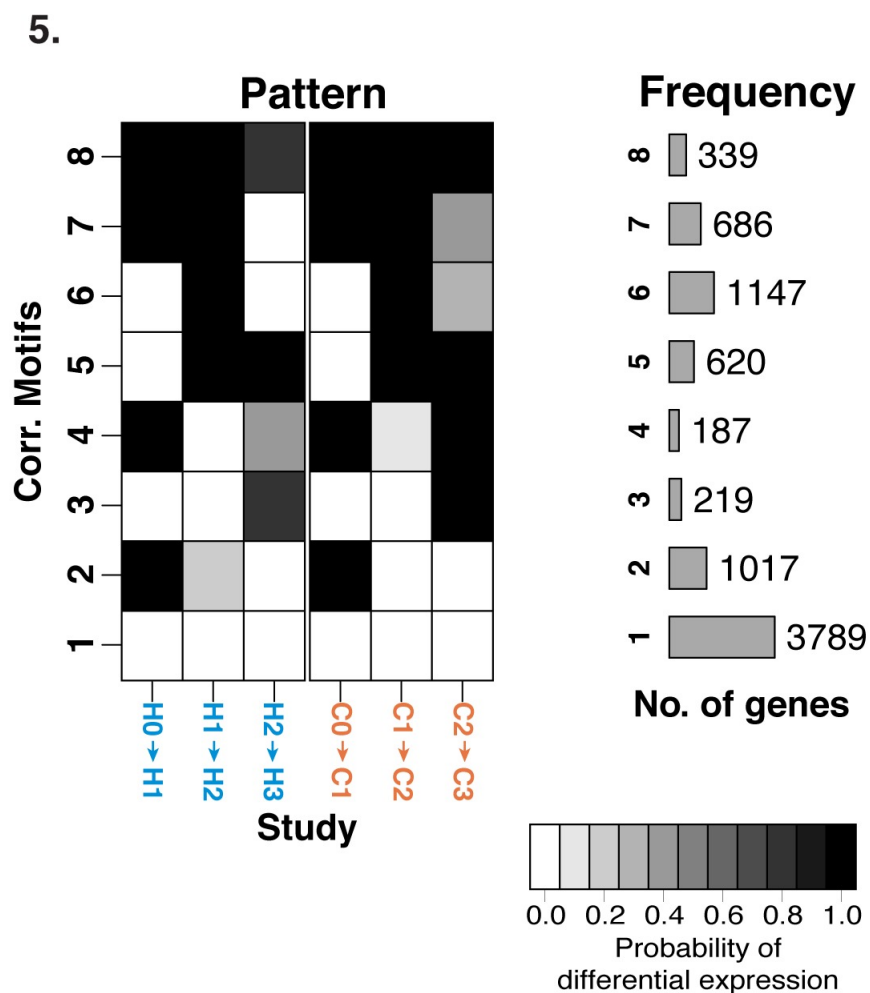 5.
Pattern
Frequency
Corr. Motifs
8
7
6
5
4
3
2
1
8 339
7 686
6 1147
5 620
4 187
3 219
2 1017
1 3789
No. of genes
H0→H1
H1→H2
H2→H3
C0→C1
C1→C2
C2→C3
Study
0.0 0.2 0.4 0.6 0.8 1.0
Probability of
differential expression